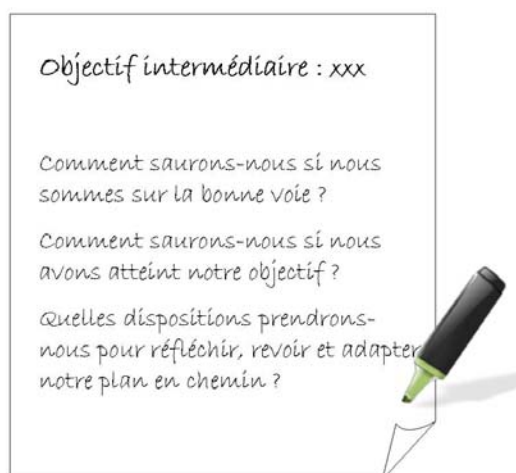 Objectif intermédiaire : xxx
Comment saurons-nous si nous
sommes sur la bonne voie ?
Comment saurons-nous si nous
avons atteint notre objectif ?
Quelles dispositions prendrons-
nous pour réfléchir, revoir et adapter
notre plan en chemin ?